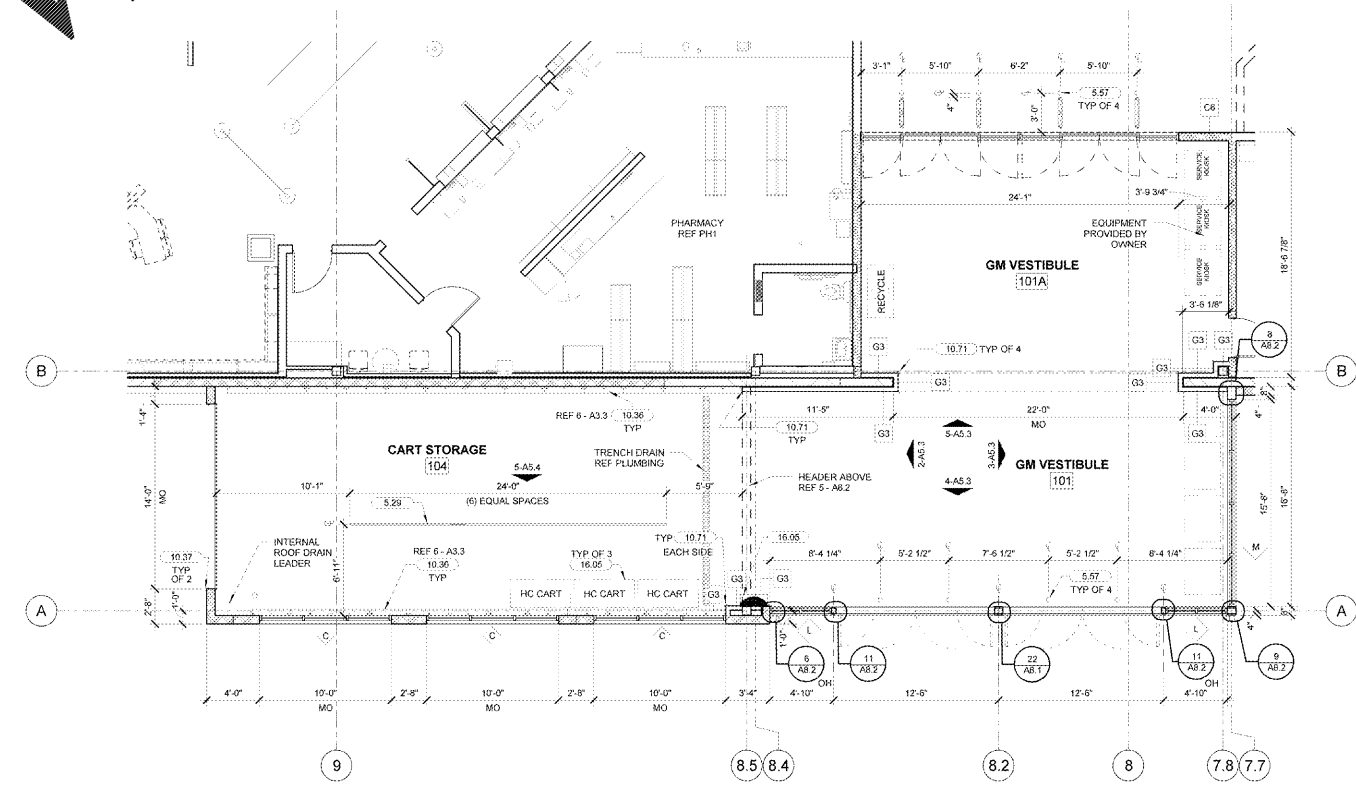 3'-1"
5'-10"
6'-2"
5'-10"
5.57
TYP OF 4
4"
3'-0"
C6
SERVICE
KIOSK
3'-9 3/4"
24'-1"
PHARMACY
REF PH1
EQUIPMENT
PROVIDED BY
OWNER
SERVICE
KIOSK
18'-6 7/8"
GM VESTIBULE
101A
SERVICE
KIOSK
RECYCLE
3'-6 1/8"
G3
10.71 TYP OF 4
G3
G3
8
A8.2
B
G3
G3
B
1'-4"
REF 6 - A3.3
10.36
TYP
11'-5"
22'-0"
MO
4'-0"
8"
4"
10.71
TYP
G3
G3
CART STORAGE
104
5-A5.4
TRENCH DRAIN
REF PLUMBING
5-A5.3
2-A5.3
3-A5.3
4-A5.3
GM VESTIBULE
101
HEADER ABOVE
REF 5 - A6.2
14'-0"
MO
10'-1"
24'-0"
(6) EQUAL SPACES
5'-9"
5.29
15'-6"
16'-6"
INTERNAL
ROOF DRAIN
LEADER
6'-11"
REF 6 - A3.3
10.36
TYP
TYP OF 3
16.05
TYP 10.71
EACH SIDE
16.05
8'-4 1/4"
5'-2 1/2"
7'-6 1/2"
5'-2 1/2"
8'-4 1/4"
M
10.37
TYP
OF 2
5.57
TYP OF 4
HC CART
HC CART
HC CART
G3
G3
G3
2'-8"
1'-0"
A
A
C
C
C
1'-0"
L
L
4"
6
A8.2
11
A8.2
22
A8.1
11
A8.2
9
A8.2
OH
OH
4'-0"
10'-0"
MO
2'-8"
10'-0"
MO
2'-8"
10'-0"
MO
3'-4"
4'-10"
12'-6"
12'-6"
4'-10"
9
8.5
8.4
8.2
8
7.8
7.7